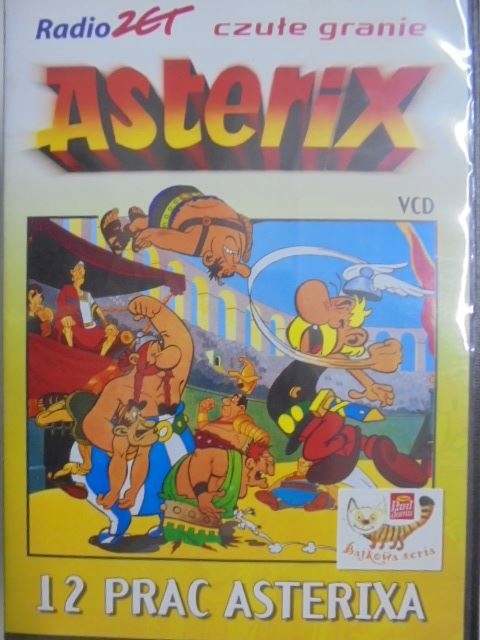 Radio ZET czułe granie
Asterix
VCD
Bajkowa seria
12 PRAC ASTERIXA